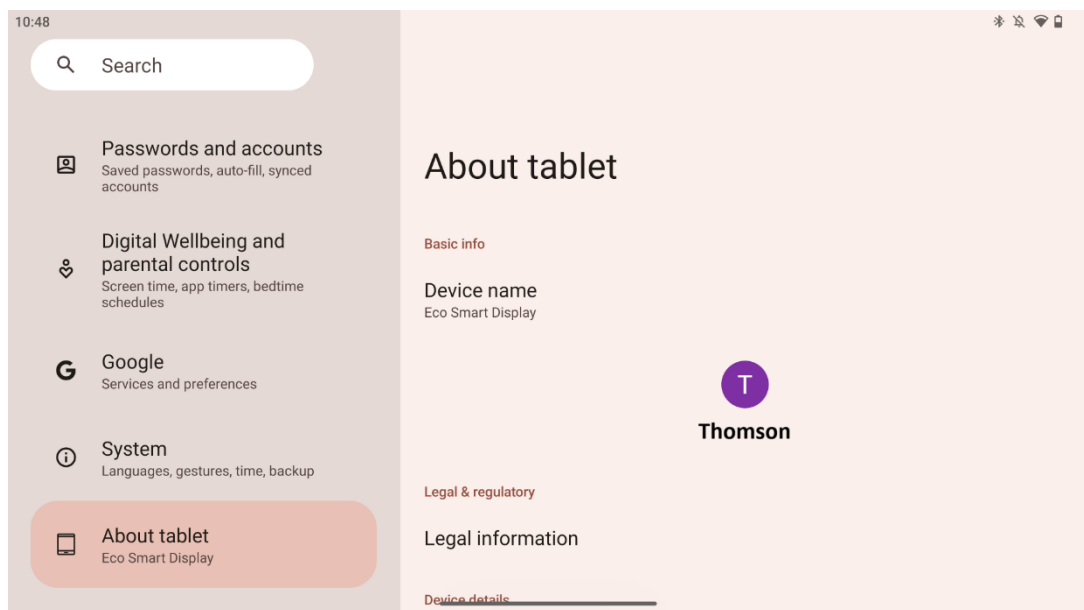 10:48
Search
Passwords and accounts
Saved passwords, auto-fill, synced
accounts
Digital Wellbeing and
parental controls
Screen time, app timers, bedtime
schedules
G
Google
Services and preferences
System
Languages, gestures, time, backup
About tablet
Eco Smart Display
About tablet
Basic info
Device name
Eco Smart Display
T
Thomson
Legal & regulatory
Legal information
Device details